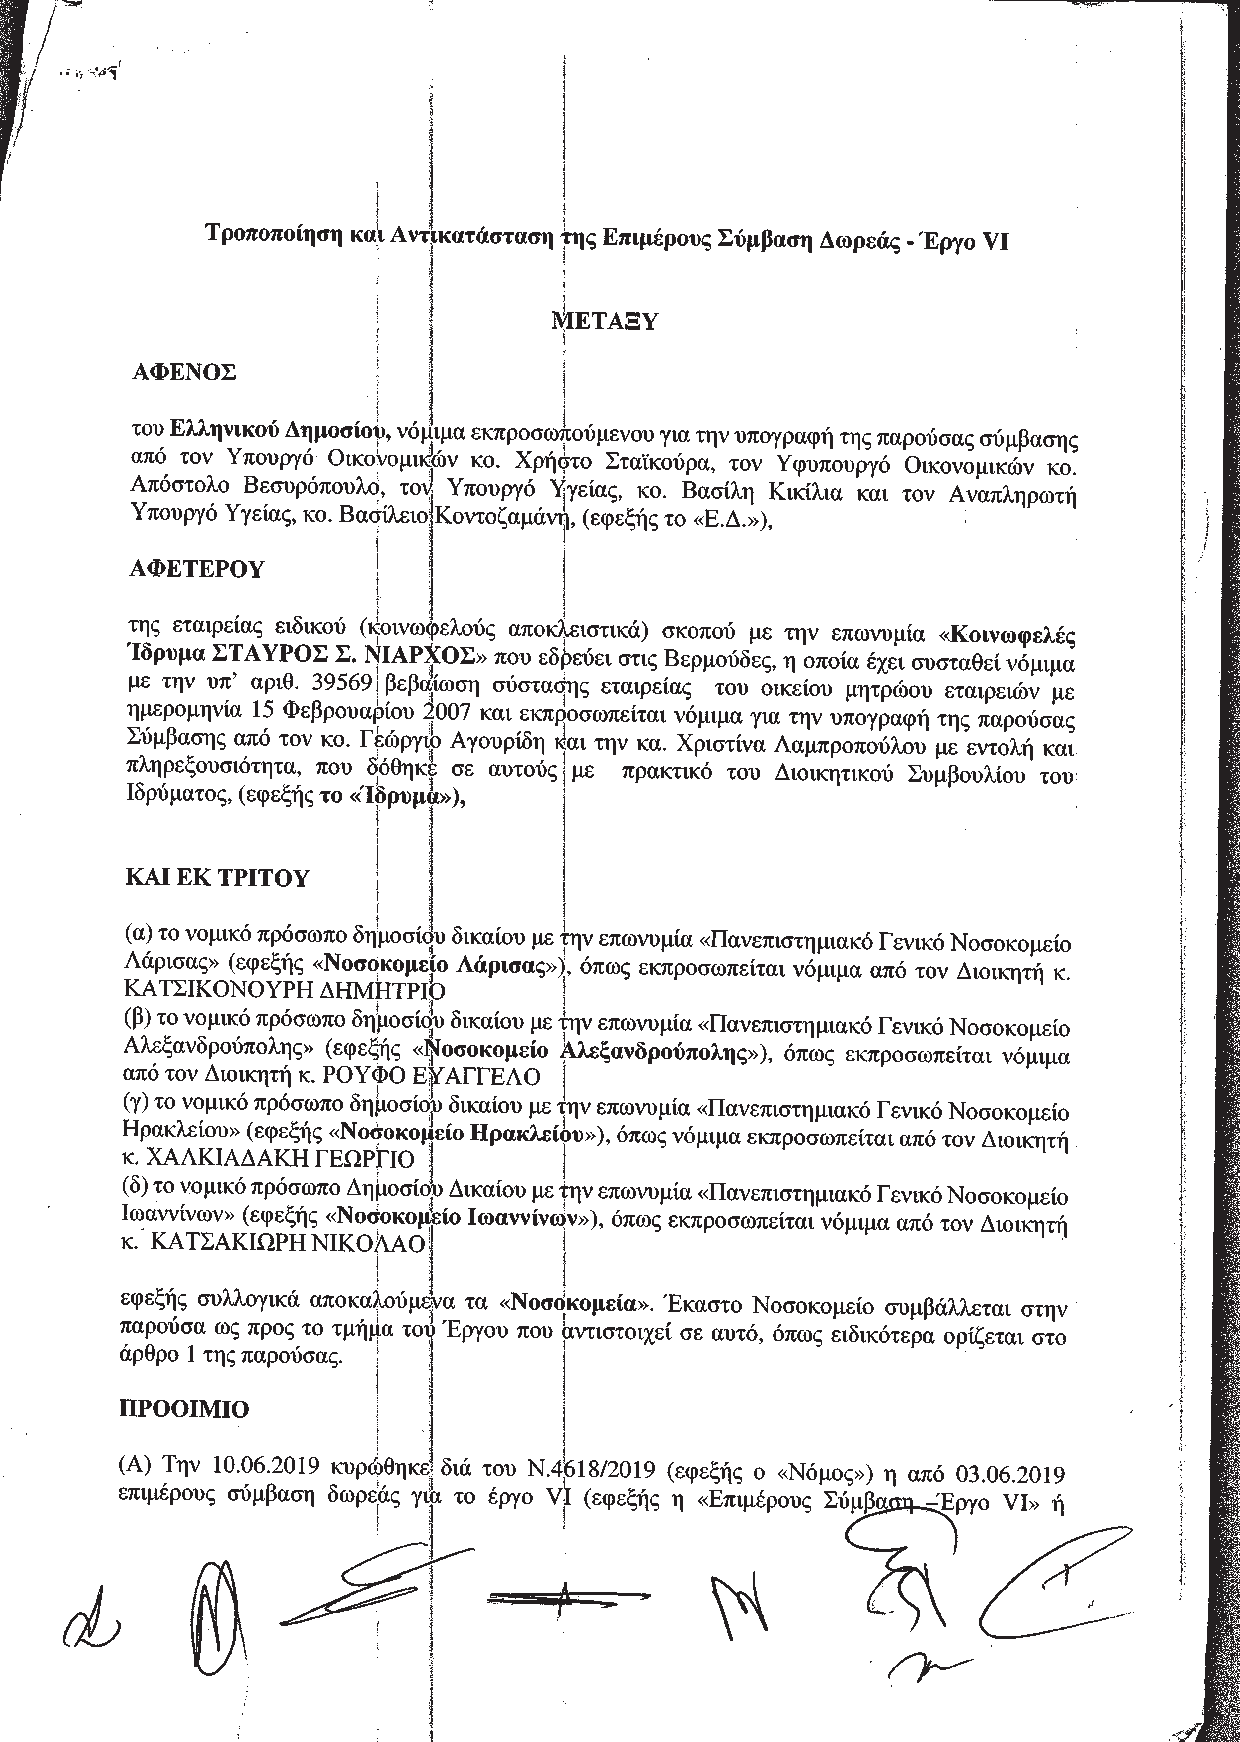 Τροποποίηση και Αντικατάσταση της Επιμέρους Σύμβαση Δωρεάς - Έργο VI
ΜΕΤΑΞΥ
ΑΦΕΝΟΣ
του Ελληνικού Δημοσίου, νόμιμα εκπροσωπούμενου για την υπογραφή της παρούσας σύμβασης
από τον Υπουργό Οικονομικών κο. Χρήστο Σταϊκούρα, τον Υφυπουργό Οικονομικών κο.
Απόστολο Βεσυρόπουλο, τον Υπουργό Υγείας, κο. Βασίλη Κικίλια και τον Αναπληρωτή
Υπουργό Υγείας, κο. Βασίλειο Κοντοζαμάνη, (εφεξής το «Ε.Δ.»),
ΑΦΕΤΕΡΟΥ
της εταιρείας ειδικού (κοινωφελούς αποκλειστικά) σκοπού με την επωνυμία «Κοινωφελές
Ίδρυμα ΣΤΑΥΡΟΣ Σ. ΝΙΑΡΧΟΣ» που εδρεύει στις Βερμούδες, η οποία έχει συσταθεί νόμιμα
με την υπ’ αριθ. 39569 βεβαίωση σύστασης εταιρείας του οικείου μητρώου εταιρειών με
ημερομηνία 15 Φεβρουαρίου 2007 και εκπροσωπείται νόμιμα για την υπογραφή της παρούσας
Σύμβασης από τον κο. Γεώργιο Αγουρίδη και την κα. Χριστίνα Λαμπροπούλου με εντολή και
πληρεξουσιότητα, που δόθηκε σε αυτούς με πρακτικό του Διοικητικού Συμβουλίου του
Ιδρύματος, (εφεξής το «Ίδρυμα»),
ΚΑΙ ΕΚ ΤΡΙΤΟΥ
(α) το νομικό πρόσωπο δημοσίου δικαίου με την επωνυμία «Πανεπιστημιακό Γενικό Νοσοκομείο
Λάρισας» (εφεξής «Νοσοκομείο Λάρισας»), όπως εκπροσωπείται νόμιμα από τον Διοικητή κ.
ΚΑΤΣΙΚΟΝΟΥΡΗ ΔΗΜΗΤΡΙΟ
(β) το νομικό πρόσωπο δημοσίου δικαίου με την επωνυμία «Πανεπιστημιακό Γενικό Νοσοκομείο
Αλεξανδρούπολης» (εφεξής «Νοσοκομείο Αλεξανδρούπολης»), όπως εκπροσωπείται νόμιμα
από τον Διοικητή κ. ΡΟΥΦΟ ΕΥΑΓΓΕΛΟ
(γ) το νομικό πρόσωπο δημοσίου δικαίου με την επωνυμία «Πανεπιστημιακό Γενικό Νοσοκομείο
Ηρακλείου» (εφεξής «Νοσοκομείο Ηρακλείου»), όπως νόμιμα εκπροσωπείται από τον Διοικητή
κ. ΧΑΛΚΙΑΔΑΚΗ ΓΕΩΡΓΙΟ
(δ) το νομικό πρόσωπο Δημοσίου Δικαίου με την επωνυμία «Πανεπιστημιακό Γενικό Νοσοκομείο
Ιωαννίνων» (εφεξής «Νοσοκομείο Ιωαννίνων»), όπως εκπροσωπείται νόμιμα από τον Διοικητή
κ. ΚΑΤΣΑΚΙΩΡΗ ΝΙΚΟΛΑΟ
εφεξής συλλογικά αποκαλούμενα τα «Νοσοκομεία». Έκαστο Νοσοκομείο συμβάλλεται στην
παρούσα ως προς το τμήμα του Έργου που αντιστοιχεί σε αυτό, όπως ειδικότερα ορίζεται στο
άρθρο 1 της παρούσας.
ΠΡΟΟΙΜΙΟ
(Α) Την 10.06.2019 κυρώθηκε διά του Ν.4618/2019 (εφεξής ο «Νόμος») η από 03.06.2019
επιμέρους σύμβαση δωρεάς για το έργο VI (εφεξής η «Επιμέρους Σύμβαση –Έργο VI» ή